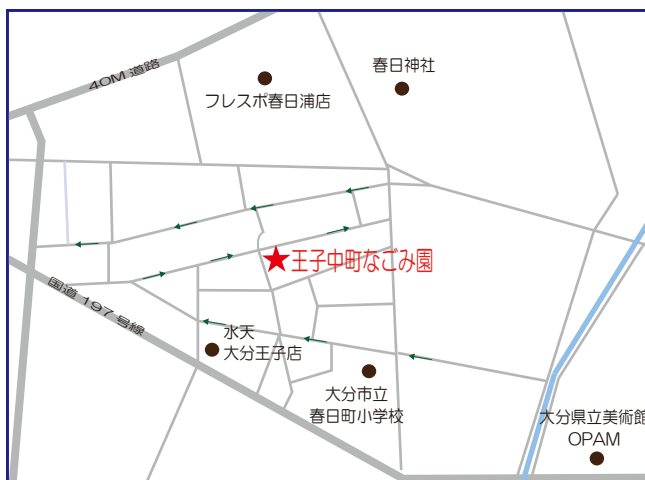 40M 道路
春日神社
フレスポ春日浦店
王子中町なごみ園
国道 197 号線
水天
大分王子店
大分市立
春日町小学校
大分県立美術館
OPAM